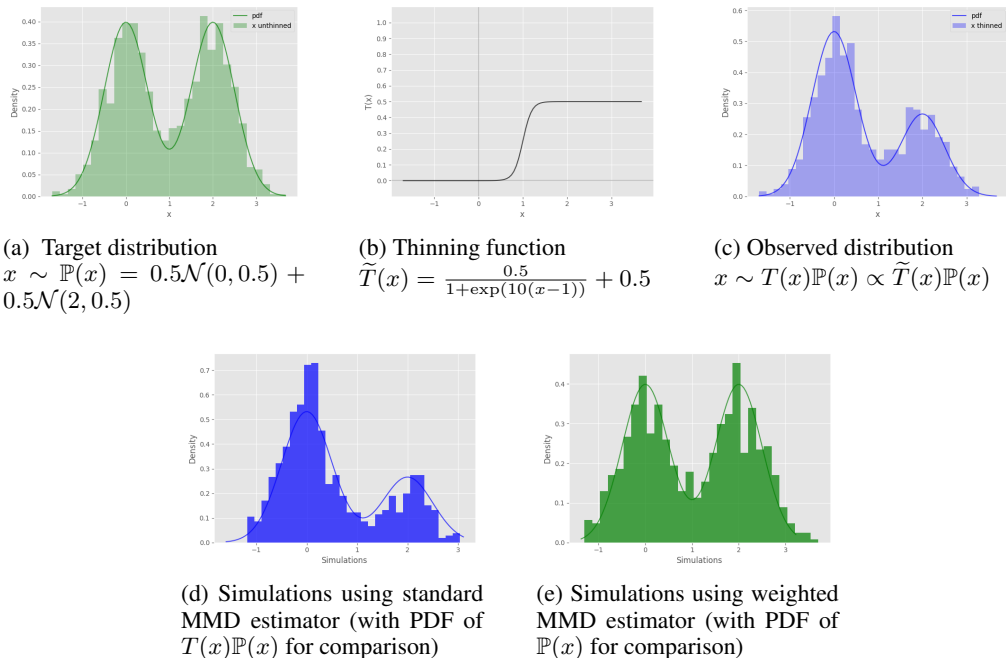 0.40
0.35
0.30
0.25
0.20
0.15
0.10
0.05
0.00
Density
−1 0 1 2 3
x
pdf
x unthinned
1.0
0.9
0.8
0.7
0.6
0.5
0.4
0.3
0.2
0.1
0.0
T(x)
−1 0 1 2 3
x
0.6
0.5
0.4
0.3
0.2
0.1
0.0
Density
−1 0 1 2 3
x
pdf
x thinned
(a) Target distribution
x ∼ ℙ(x) = 0.5𝒩(0, 0.5) +
0.5𝒩(2, 0.5)
(b) Thinning function
T̃(x) = 0.5/(1+exp(10(x−1))) + 0.5
(c) Observed distribution
x ∼ T(x)ℙ(x) ∝ T̃(x)ℙ(x)
0.7
0.6
0.5
0.4
0.3
0.2
0.1
0.0
Density
−1 0 1 2 3
Simulations
0.4
0.3
0.2
0.1
0.0
Density
−1 0 1 2 3
Simulations
(d) Simulations using standard
MMD estimator (with PDF of
T(x)ℙ(x) for comparison)
(e) Simulations using weighted
MMD estimator (with PDF of
ℙ(x) for comparison)